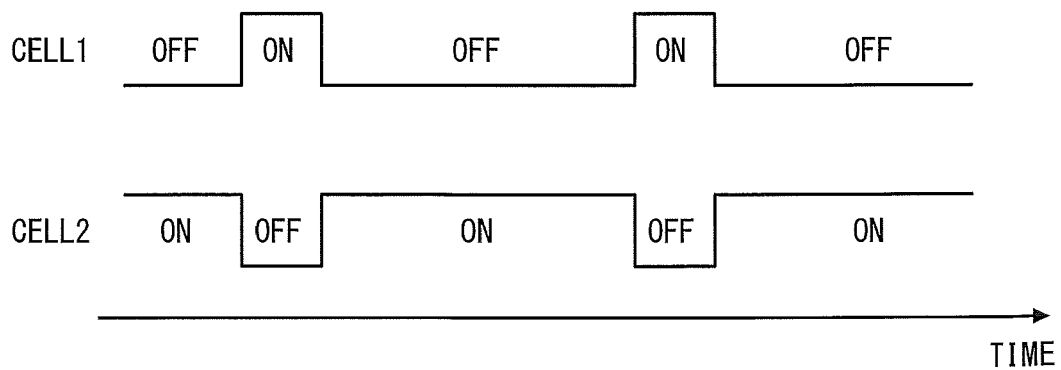 CELL1 OFF ON OFF ON OFF
CELL2 ON OFF ON OFF ON
TIME